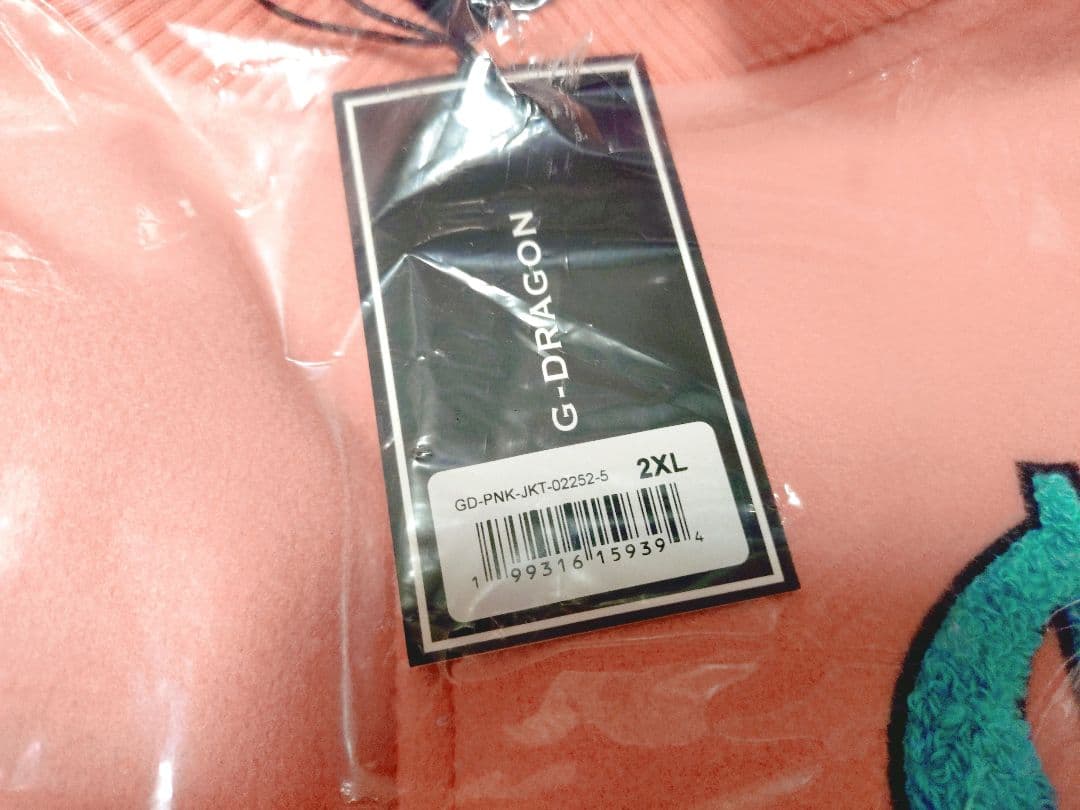 G-DRAGON
GD-PNK-JKT-02252-5 2XL
1 99316 15939 4